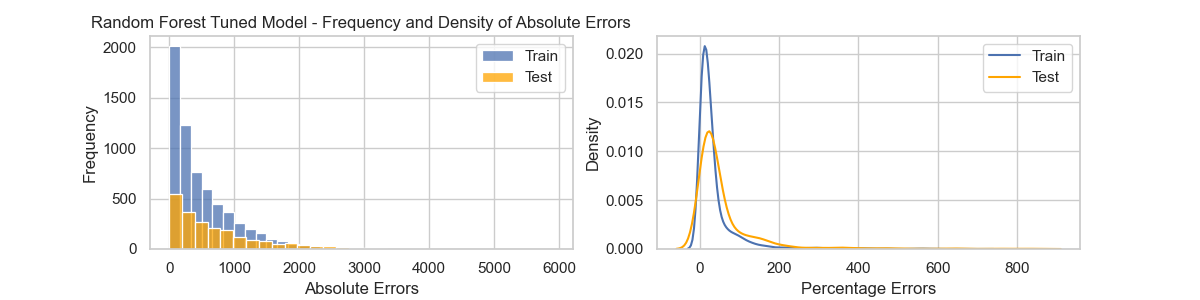 Random Forest Tuned Model - Frequency and Density of Absolute Errors
2000
1500
1000
500
0
Frequency
Train
Test
0 1000 2000 3000 4000 5000 6000
Absolute Errors
0.020
0.015
0.010
0.005
0.000
Density
Train
Test
0 200 400 600 800
Percentage Errors